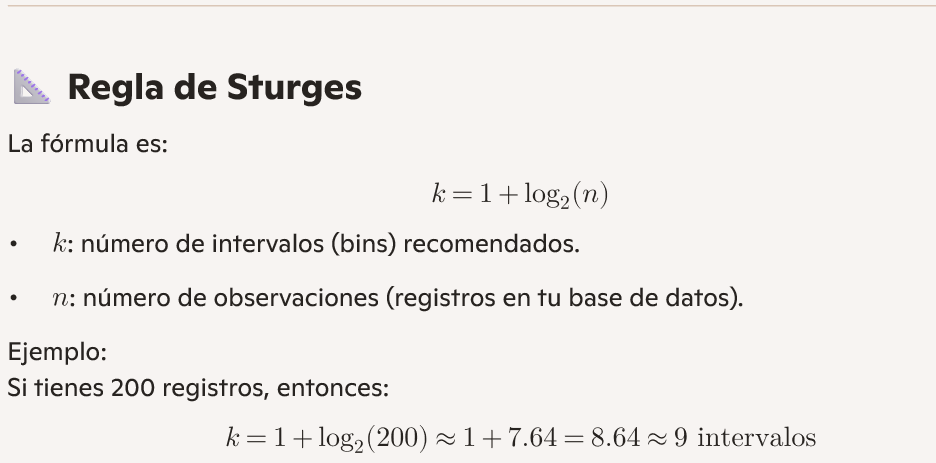 📐 Regla de Sturges
La fórmula es:
k = 1 + log₂(n)
• k: número de intervalos (bins) recomendados.
• n: número de observaciones (registros en tu base de datos).
Ejemplo:
Si tienes 200 registros, entonces:
k = 1 + log₂(200) ≈ 1 + 7.64 = 8.64 ≈ 9 intervalos